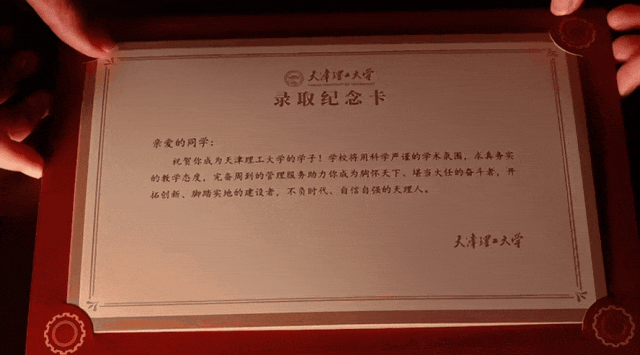 天津理工大学
录取纪念卡
亲爱的同学：
祝贺你成为天津理工大学的学子！学校将用科学严谨的学术氛围，求真务实
的教学态度，完备周到的管理服务助力你成为胸怀天下、堪当大任的奋斗者，开
拓创新、脚踏实地的建设者，不负时代、自信自强的天理人。
天津理工大学